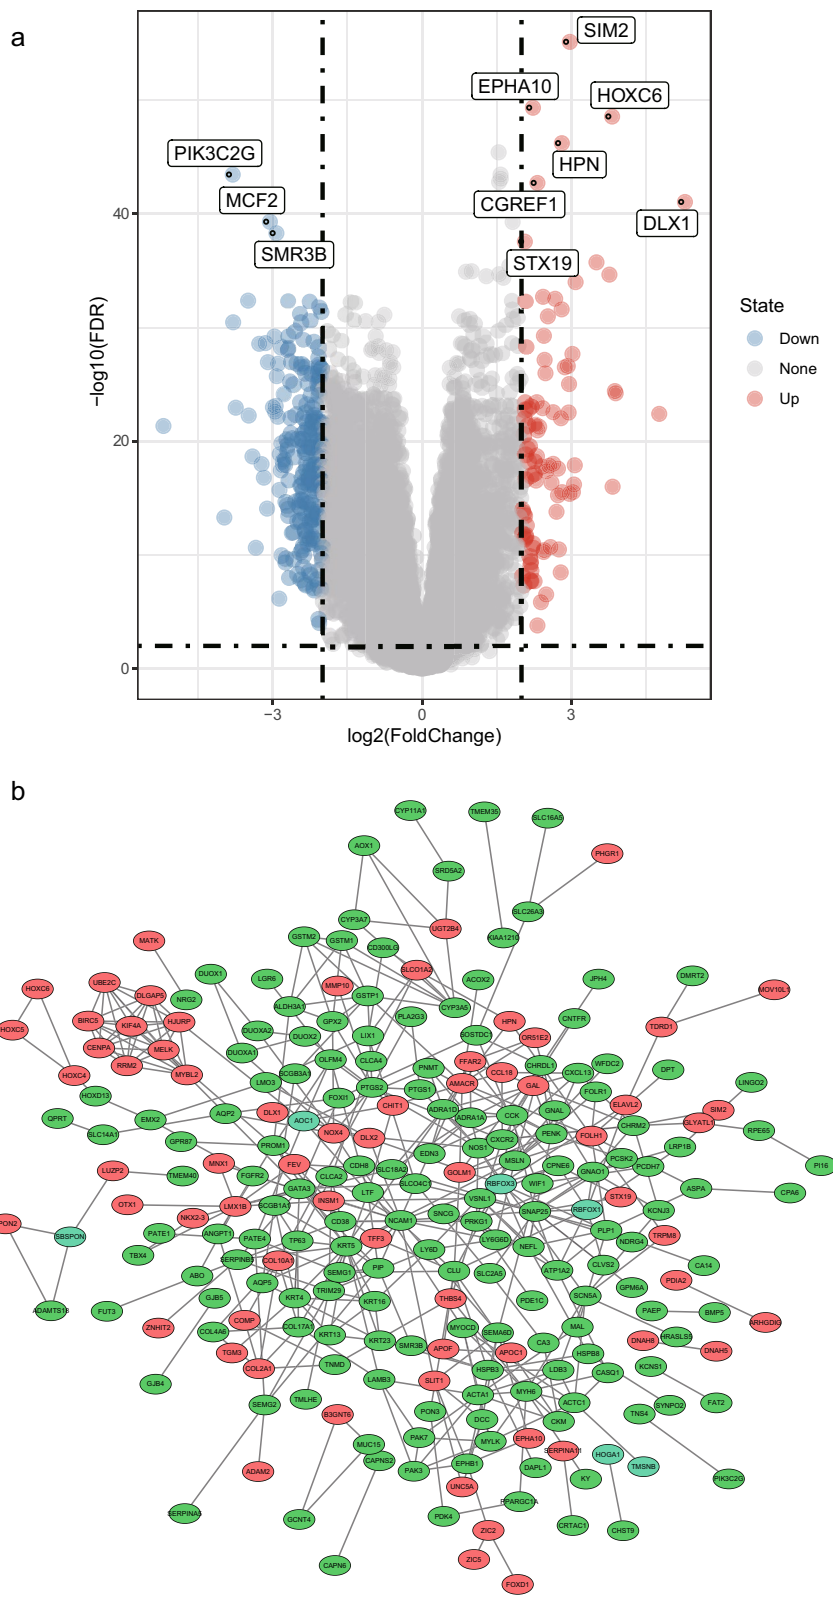 a
SIM2
EPHA10
HOXC6
PIK3C2G
HPN
MCF2
CGREF1
DLX1
SMR3B
STX19
40
20
0
−log10(FDR)
−3
0
3
log2(FoldChange)
State
Down
None
Up
b
CYP11A1
TMEM35
SLC16A5
AOX1
PHGR1
SRD5A2
CYP3A7
SLC26A3
UGT2B4
GSTM2
GSTM1
KIAA1210
MATK
CD300LG
SLCO1A2
DUOX1
LGR6
ACOX2
JPH4
DMRT2
UBE2C
MMP10
HOXC6
DLGAP5
NRG2
GSTP1
MOV10L1
ALDH3A1
CYP3A5
BIRC5
KIF4A
HJURP
GPX2
PLA2G3
HPN
CNTFR
HOXC5
DUOXA2
DUOX2
LIX1
SOSTDC
OR51E2
TDRD1
CENPA
MELK
DUOXA1
OLFM4
CLCA4
FFAR2
CHRDL1
WFDC2
RRM2
PNMT
CCL18
CXCL13
DPT
HOXC4
MYBL2
SCGB3A1
LMO3
PTGS2
PTGS1
AMACR
GAL
FOLR1
LINGO2
HOXD13
FOXI1
CHIT1
ADRA1D
ELAVL2
SIM2
QPRT
EMX2
AQP2
DLX1
AOC1
ADRA1A
CCK
GNAL
CHRM2
GLYATL1
RPE65
SLC14A1
NOX4
DLX2
PENK
FOLH1
GPR87
PROM1
NOS1
CXCR2
LRP1B
EDN3
MSLN
PCSK2
PI16
LUZP2
TMEM40
MNX1
FEV
CDH8
SLC18A2
GOLM1
CPNE6
GNAO1
PCDH7
FGFR2
CLCA2
SLCO4C1
RBFOX3
WIF1
ASPA
CPA6
OTX1
LMX1B
GATA3
LTF
VSNL1
STX19
SCGB1A1
INSM1
SNCG
SNAP25
RBFOX1
KCNJ3
NKX2-3
CD38
NCAM1
PRKG1
PLP1
PATE1
ANGPT1
PATE4
TP63
TFF3
LY6G6D
NEFL
NDRG4
TRPM8
SBSPON
TBX4
SERPINB5
COL10A1
KRT5
LY6D
CLVS2
CA14
ABO
AQP5
SEMG1
PIP
CLU
SLC2A5
ATP1A2
PDIA2
GJB5
TRIM29
GPM6A
FUT3
KRT4
KRT16
THBS4
PDE1C
SCN5A
PAEP
BMP5
ADAMTS18
ZNHIT2
COL4A6
COMP
COL17A1
KRT13
KRT23
MYOCD
SEMA6D
MAL
DNAH8
HRASLS5
ARHGDIG
TGM3
SMR3B
APOF
APOC1
CA3
HSPB8
DNAH5
COL2A1
TNMD
HSPB3
LDB3
CASQ1
KCNS1
GJB4
LAMB3
SLIT1
ACTA1
MYH6
SEMG2
TMLHE
ACTC1
SYNPO2
FAT2
B3GNT6
PON3
DCC
TNS4
CKM
MUC15
PAK7
MYLK
EPHA10
CAPNS2
SERPINA11
HOGA1
ADAM2
PAK3
EPHB1
DAPL1
TMSNB
PIK3C2G
UNC5A
KY
SERPINA5
GCNT4
PDK4
PPARGC1A
CRTAC1
CHST9
ZIC2
CAPN6
ZIC5
FOXD1